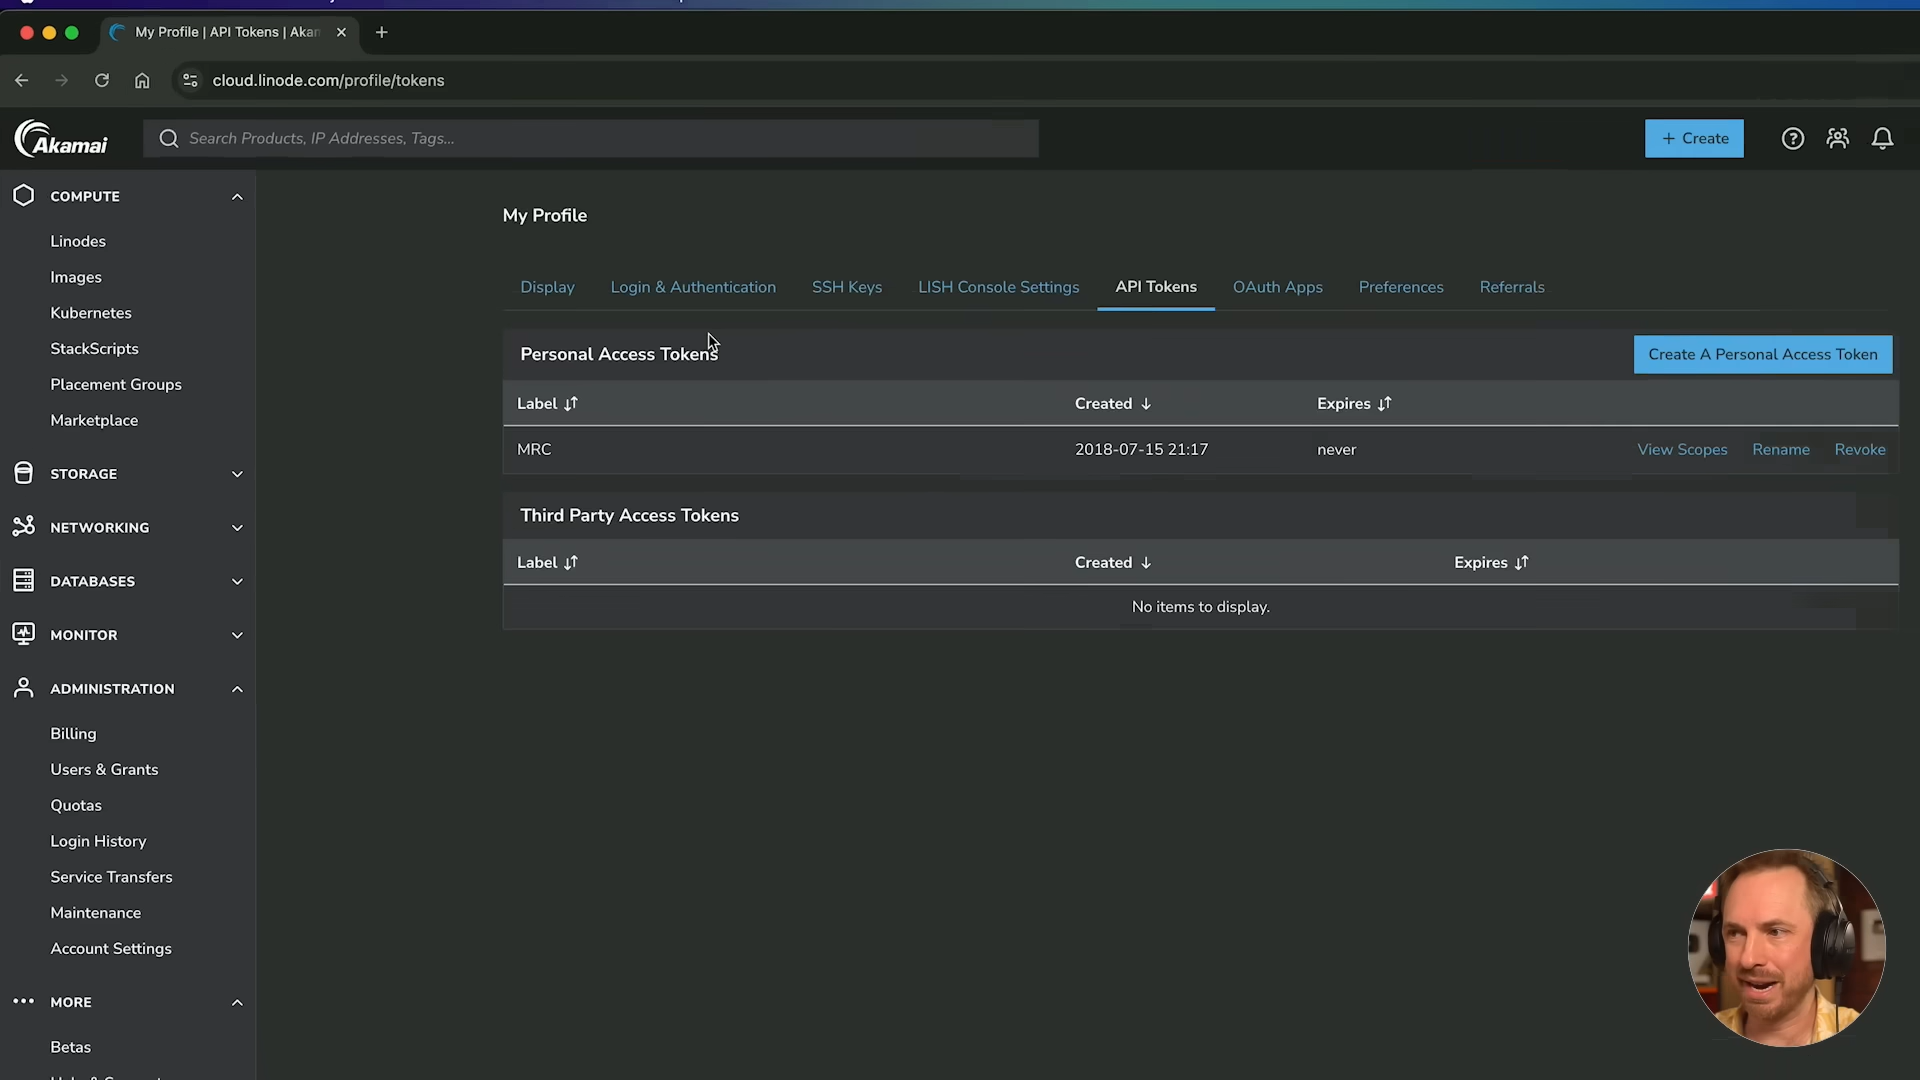 My Profile | API Tokens | Akan
cloud.linode.com/profile/tokens
Akamai
Search Products, IP Addresses, Tags...
+ Create
COMPUTE
Linodes
Images
Kubernetes
StackScripts
Placement Groups
Marketplace
STORAGE
NETWORKING
DATABASES
MONITOR
ADMINISTRATION
Billing
Users & Grants
Quotas
Login History
Service Transfers
Maintenance
Account Settings
MORE
Betas
My Profile
Display Login & Authentication SSH Keys LISH Console Settings API Tokens OAuth Apps Preferences Referrals
Personal Access Tokens
Create A Personal Access Token
Label Created Expires
MRC 2018-07-15 21:17 never View Scopes Rename Revoke
Third Party Access Tokens
Label Created Expires
No items to display.